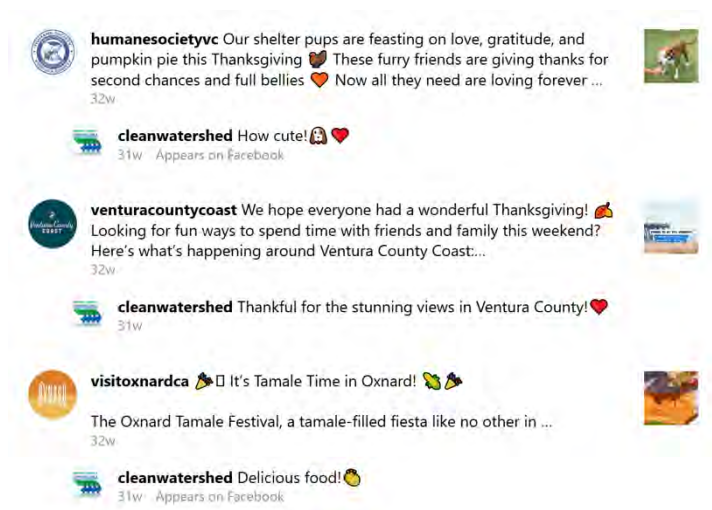 humanesocietyvc Our shelter pups are feasting on love, gratitude, and
pumpkin pie this Thanksgiving 🦃 These furry friends are giving thanks for
second chances and full bellies 🧡 Now all they need are loving forever ...
32w
cleanwatershed How cute!🐶❤️
31w Appears on Facebook
venturacountycoast We hope everyone had a wonderful Thanksgiving! 🍂
Looking for fun ways to spend time with friends and family this weekend?
Here's what's happening around Ventura County Coast:...
32w
Ventura County
COAST
cleanwatershed Thankful for the stunning views in Ventura County!❤️
31w
visitoxnardca 🎉▯ It's Tamale Time in Oxnard! 🌽 🎉
OXNARD
The Oxnard Tamale Festival, a tamale-filled fiesta like no other in ...
32w
cleanwatershed Delicious food!😋
31w Appears on Facebook